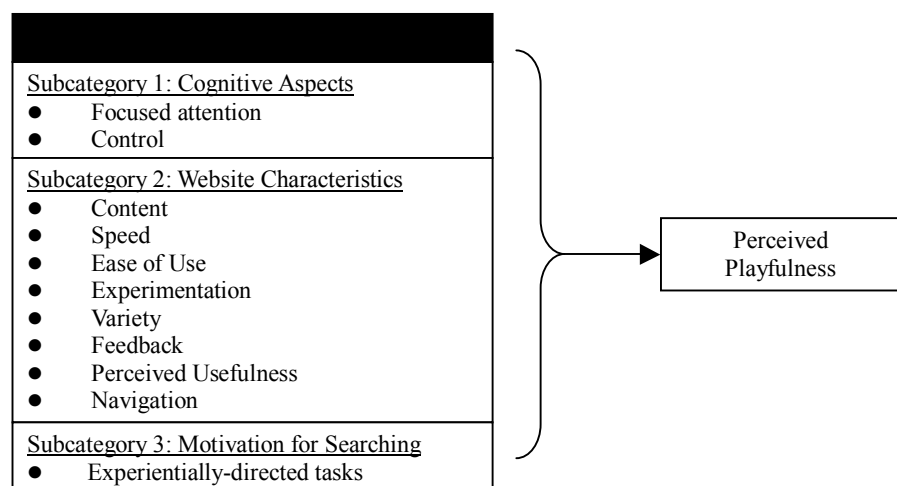 Subcategory 1: Cognitive Aspects
● Focused attention
● Control
Subcategory 2: Website Characteristics
● Content
● Speed
● Ease of Use
● Experimentation
● Variety
● Feedback
● Perceived Usefulness
● Navigation
Subcategory 3: Motivation for Searching
● Experientially-directed tasks
Perceived
Playfulness